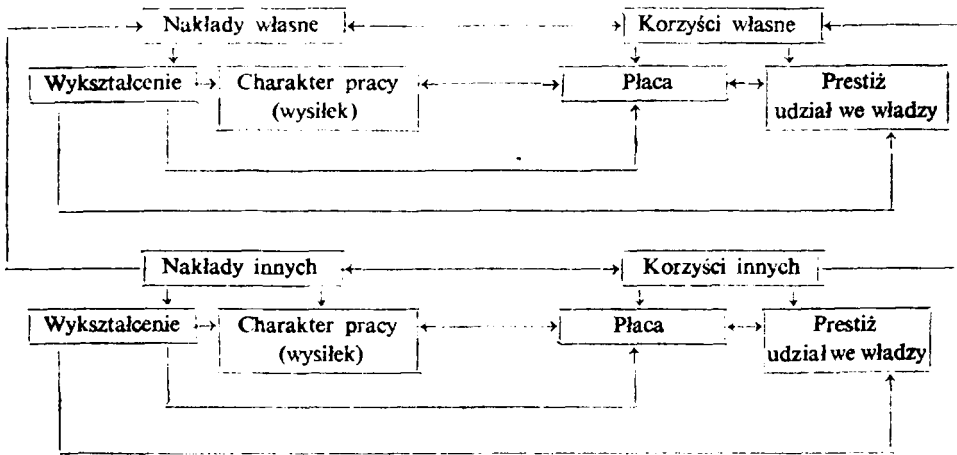 Nakłady własne
Korzyści własne
Wykształcenie
Charakter pracy
(wysiłek)
Płaca
Prestiż
udział we władzy
Nakłady innych
Korzyści innych
Wykształcenie
Charakter pracy
(wysiłek)
Płaca
Prestiż
udział we władzy